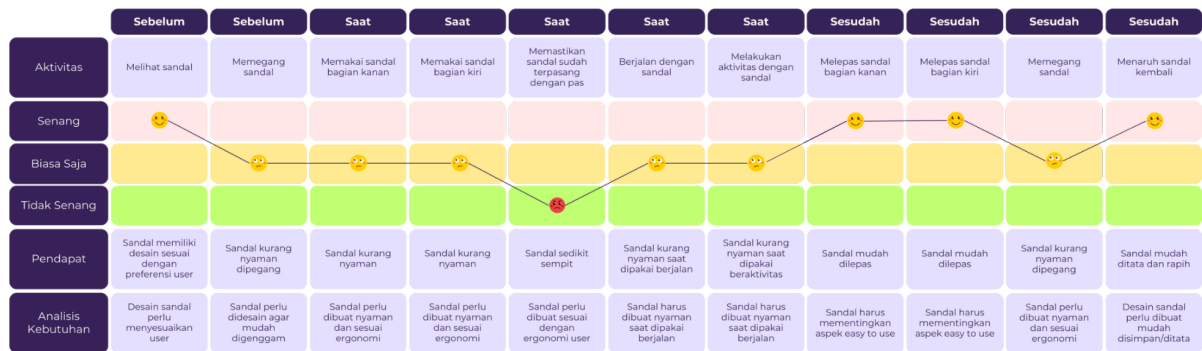 Sebelum
Sebelum
Saat
Saat
Saat
Saat
Saat
Sesudah
Sesudah
Sesudah
Sesudah
Aktivitas
Melihat sandal
Memegang
sandal
Memakai sandal
bagian kanan
Memakai sandal
bagian kiri
Memastikan
sandal sudah
terpasang
dengan pas
Berjalan dengan
sandal
Melakukan
aktivitas dengan
sandal
Melepas sandal
bagian kanan
Melepas sandal
bagian kiri
Memegang
sandal
Menaruh sandal
kembali
Senang
Biasa Saja
Tidak Senang
Pendapat
Sandal memiliki
desain sesuai
dengan
preferensi user
Sandal kurang
nyaman
dipegang
Sandal kurang
nyaman
Sandal kurang
nyaman
Sandal sedikit
sempit
Sandal kurang
nyaman saat
dipakai berjalan
Sandal kurang
nyaman saat
dipakai
beraktivitas
Sandal mudah
dilepas
Sandal mudah
dilepas
Sandal kurang
nyaman
dipegang
Sandal mudah
ditata dan rapih
Analisis
Kebutuhan
Desain sandal
perlu
menyesuaikan
user
Sandal perlu
didesain agar
mudah
digenggam
Sandal perlu
dibuat nyaman
dan sesuai
ergonomi
Sandal perlu
dibuat nyaman
dan sesuai
ergonomi
Sandal perlu
dibuat sesuai
dengan
ergonomi user
Sandal harus
dibuat nyaman
saat dipakai
berjalan
Sandal harus
dibuat nyaman
saat dipakai
berjalan
Sandal harus
mementingkan
aspek easy to use
Sandal harus
mementingkan
aspek easy to use
Sandal perlu
dibuat nyaman
dan sesuai
ergonomi
Desain sandal
perlu dibuat
mudah
disimpan/ditata